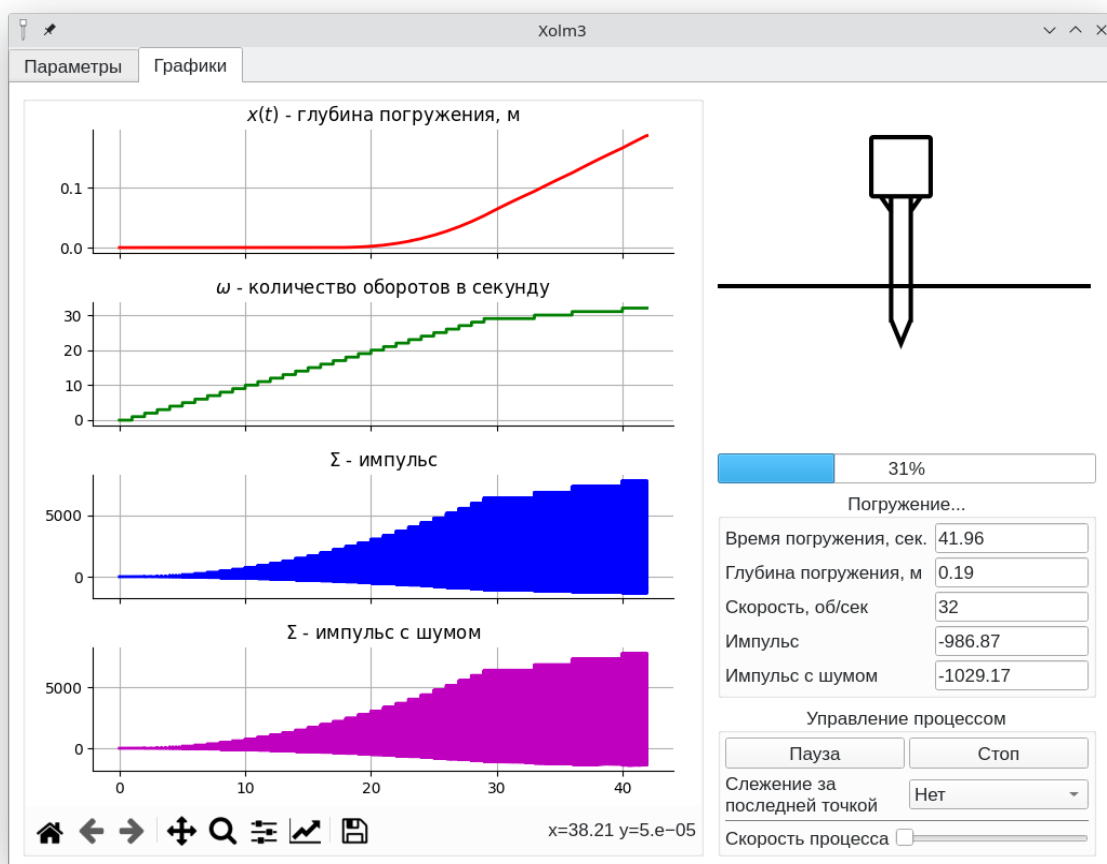 Xolm3
Параметры
Графики
x(t) - глубина погружения, м
0.1
0.0
ω - количество оборотов в секунду
30
20
10
0
Σ - импульс
5000
0
Σ - импульс с шумом
5000
0
0 10 20 30 40
x=38.21 y=5.e−05
31%
Погружение...
Время погружения, сек. 41.96
Глубина погружения, м 0.19
Скорость, об/сек 32
Импульс -986.87
Импульс с шумом -1029.17
Управление процессом
Пауза Стоп
Слежение за
последней точкой
Нет
Скорость процесса